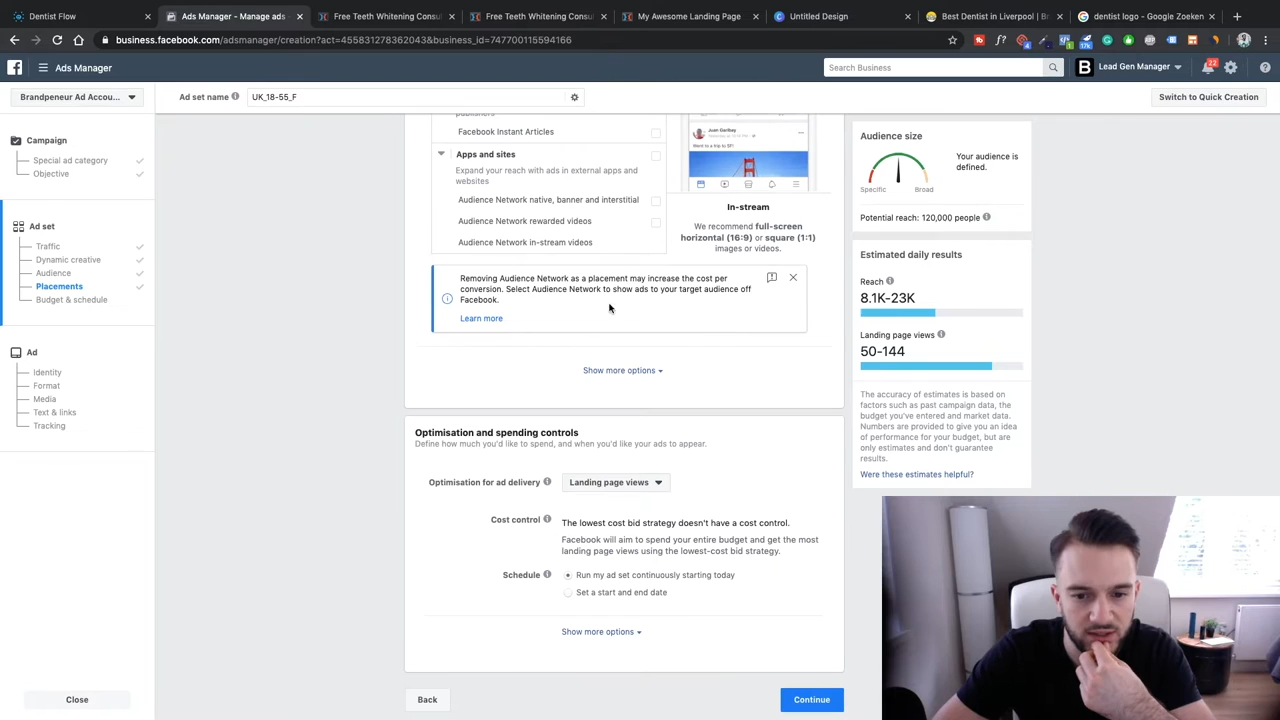 Dentist Flow
Ads Manager - Manage ads -
Free Teeth Whitening Consul
Free Teeth Whitening Consul
My Awesome Landing Page
Untitled Design
Best Dentist in Liverpool | Br
dentist logo - Google Zoeken
business.facebook.com/adsmanager/creation?act=455831278362043&business_id=747700115594166
Ads Manager
Search Business
B
Lead Gen Manager
22
Brandpeneur Ad Accou...
Ad set name
UK_18-55_F
Switch to Quick Creation
Campaign
Special ad category
Objective
Ad set
Traffic
Dynamic creative
Audience
Placements
Budget & schedule
Ad
Identity
Format
Media
Text & links
Tracking
Close
publishers
Facebook Instant Articles
Apps and sites
Expand your reach with ads in external apps and
websites
Audience Network native, banner and interstitial
Audience Network rewarded videos
Audience Network in-stream videos
In-stream
We recommend full-screen
horizontal (16:9) or square (1:1)
images or videos.
Removing Audience Network as a placement may increase the cost per
conversion. Select Audience Network to show ads to your target audience off
Facebook.
Learn more
Show more options
Optimisation and spending controls
Define how much you'd like to spend, and when you'd like your ads to appear.
Optimisation for ad delivery
Landing page views
Cost control
The lowest cost bid strategy doesn't have a cost control.
Facebook will aim to spend your entire budget and get the most
landing page views using the lowest-cost bid strategy.
Schedule
Run my ad set continuously starting today
Set a start and end date
Show more options
Back
Continue
Audience size
Your audience is
defined.
Specific
Broad
Potential reach: 120,000 people
Estimated daily results
Reach
8.1K-23K
Landing page views
50-144
The accuracy of estimates is based on
factors such as past campaign data, the
budget you've entered and market data.
Numbers are provided to give you an idea
of performance for your budget, but are
only estimates and don't guarantee
results.
Were these estimates helpful?